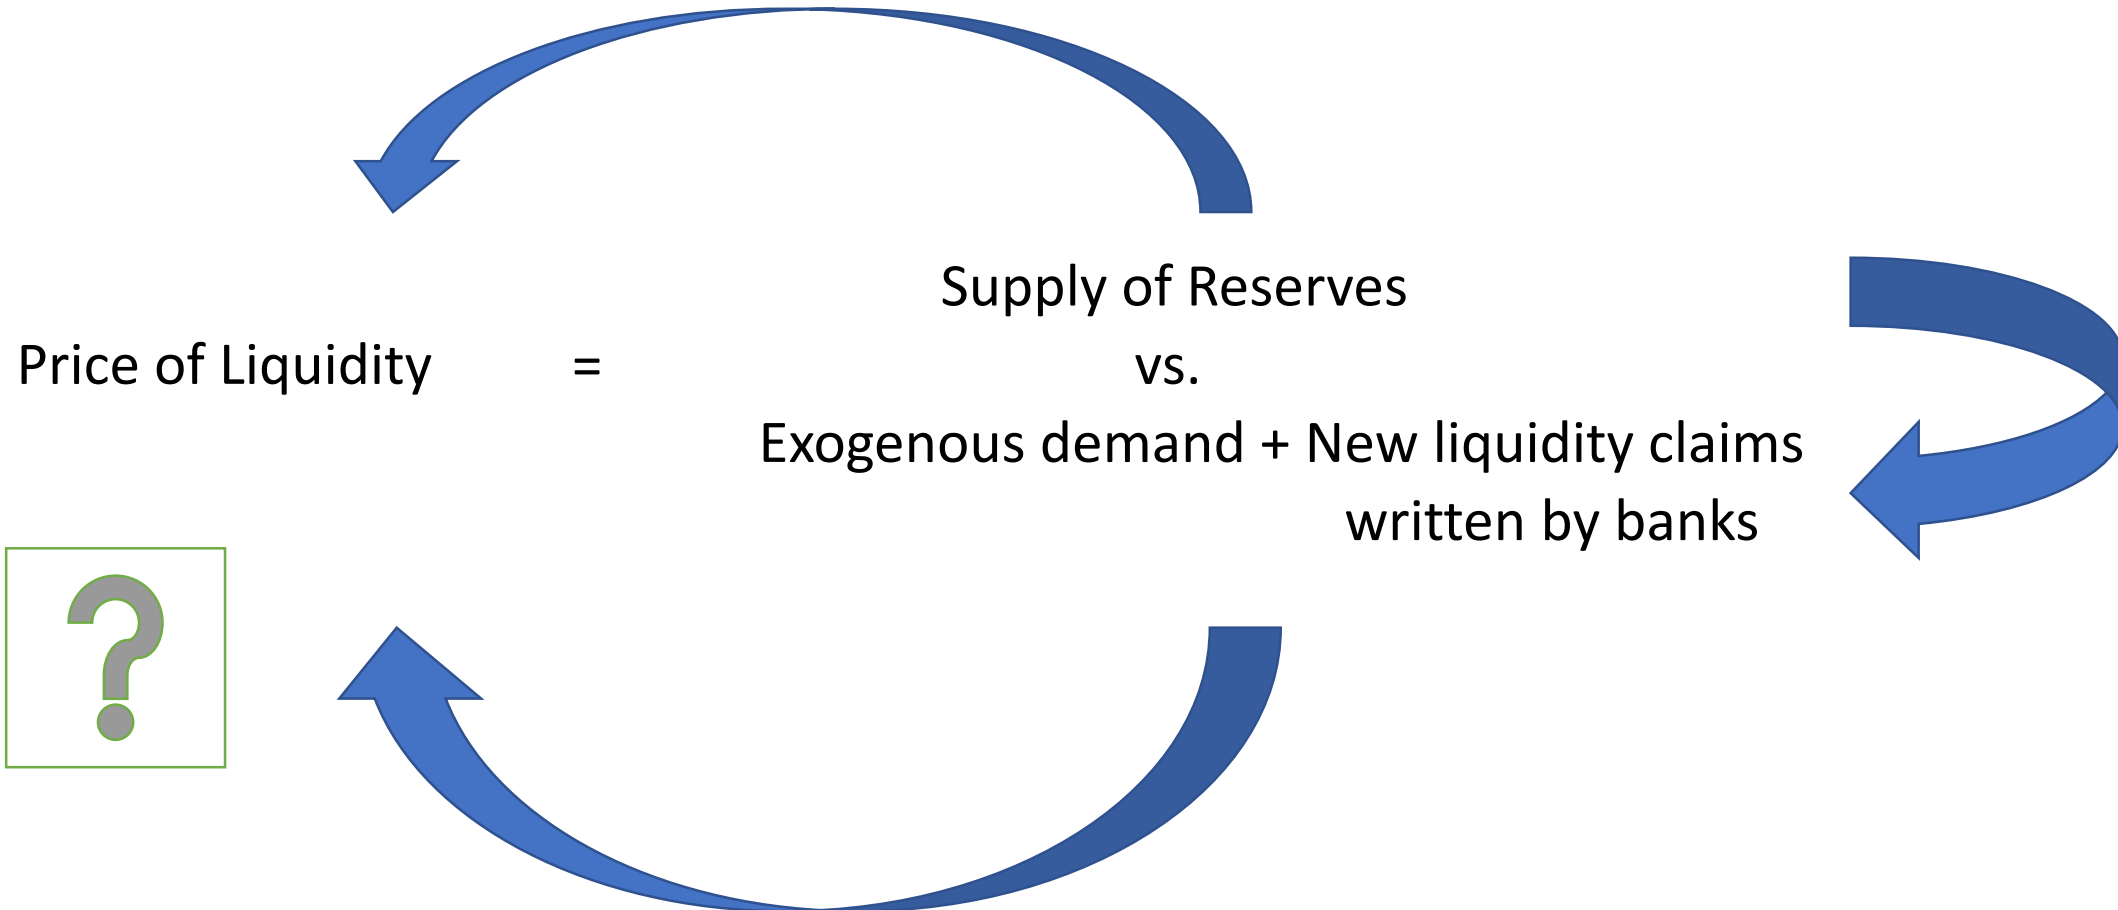 Supply of Reserves
Price of Liquidity = vs.
Exogenous demand + New liquidity claims
written by banks
?